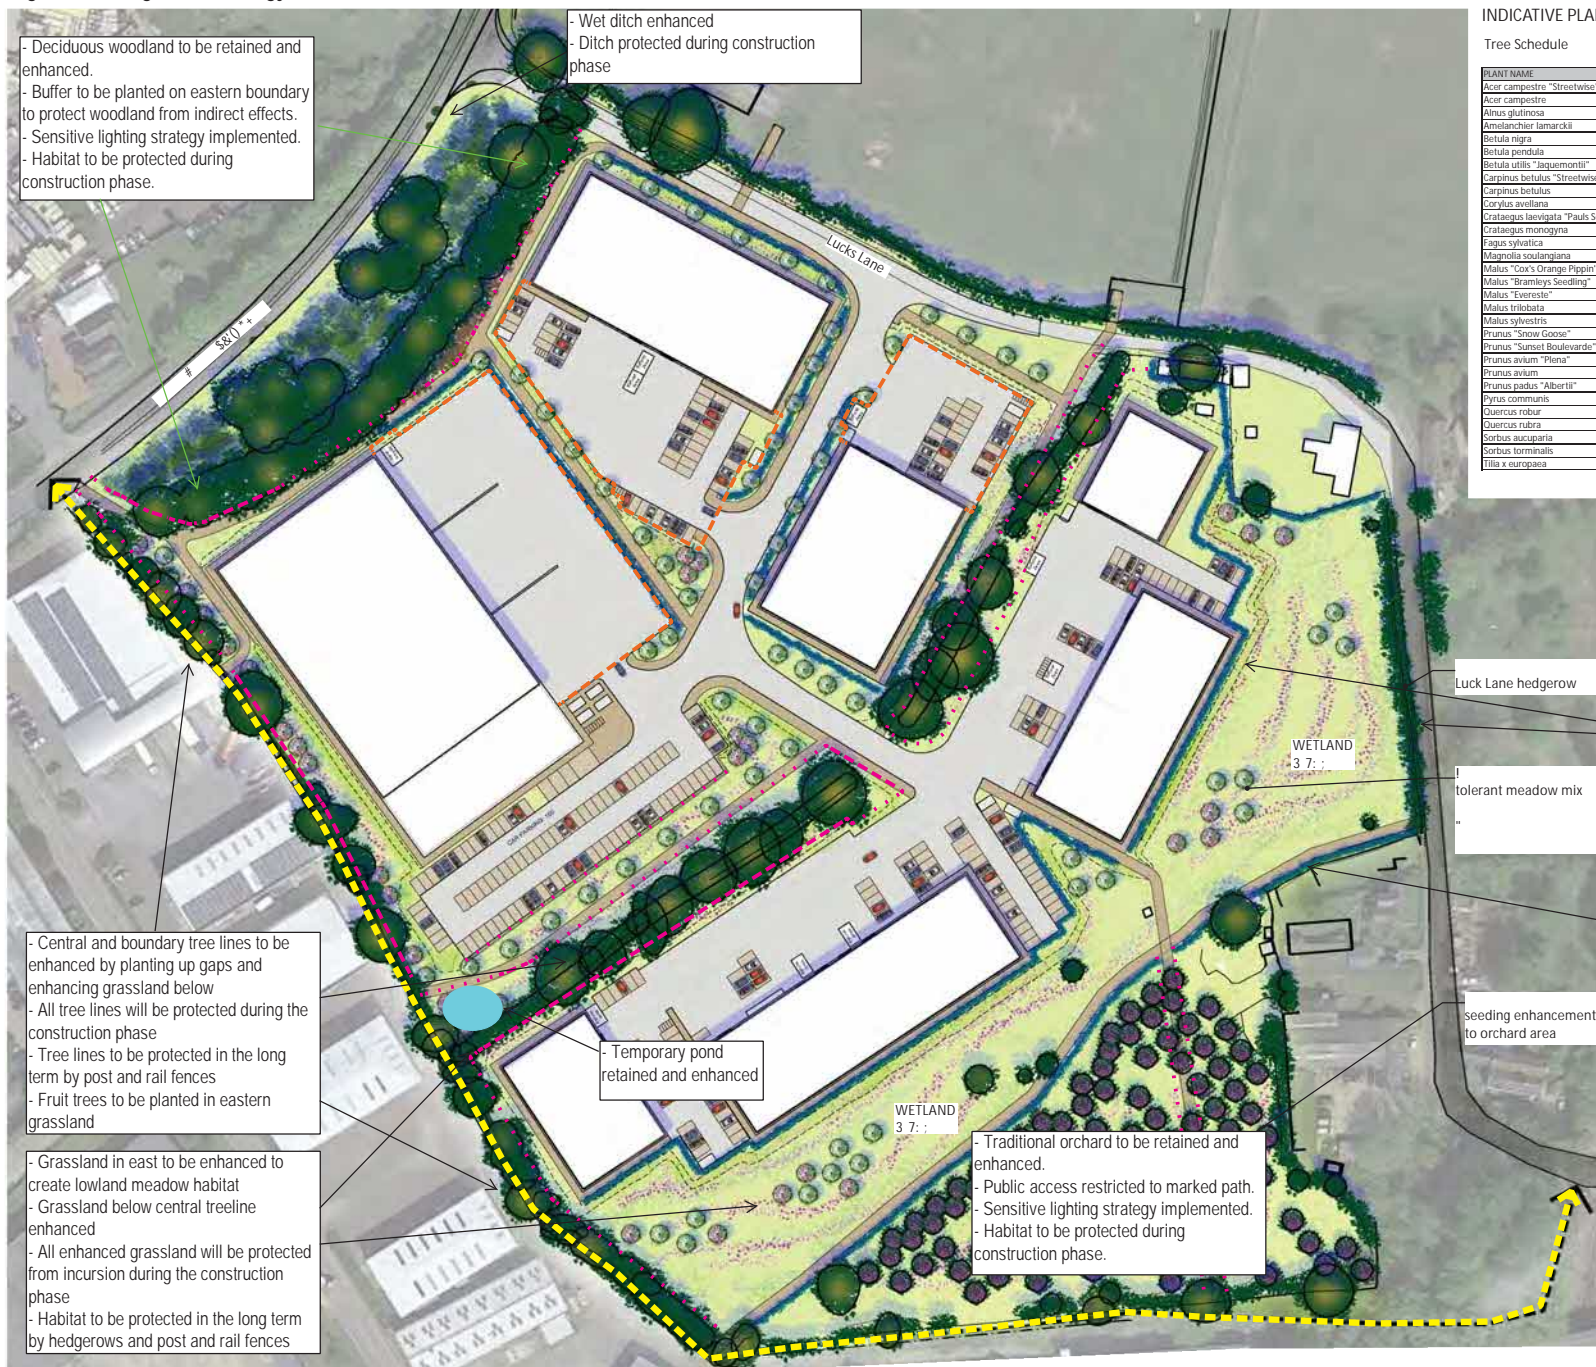 - Deciduous woodland to be retained and
enhanced.
- Buffer to be planted on eastern boundary
to protect woodland from indirect effects.
- Sensitive lighting strategy implemented.
- Habitat to be protected during
construction phase.
- Wet ditch enhanced
- Ditch protected during construction
phase
INDICATIVE PLA
Tree Schedule
PLANT NAME
Acer campestre "Streetwise"
Acer campestre
Alnus glutinosa
Amelanchier lamarckii
Betula nigra
Betula pendula
Betula utilis "Jaquemontii"
Carpinus betulus "Streetwise
Carpinus betulus
Corylus avellana
Crataegus laevigata "Pauls S
Crataegus monogyna
Fagus sylvatica
Magnolia soulangiana
Malus "Cox's Orange Pippin"
Malus "Bramleys Seedling"
Malus "Evereste"
Malus trilobata
Malus sylvestris
Prunus "Snow Goose"
Prunus "Sunset Boulevarde"
Prunus avium "Plena"
Prunus avium
Prunus padus "Albertii"
Pyrus communis
Quercus robur
Quercus rubra
Sorbus aucuparia
Sorbus torminalis
Tilia x europaea
Lucks Lane
# $&'() * +
Luck Lane hedgerow
WETLAND
3 7: ;
!
tolerant meadow mix
"
CAR PARKING 160
- Central and boundary tree lines to be
enhanced by planting up gaps and
enhancing grassland below
- All tree lines will be protected during the
construction phase
- Tree lines to be protected in the long
term by post and rail fences
- Fruit trees to be planted in eastern
grassland
- Temporary pond
retained and enhanced
seeding enhancement
to orchard area
WETLAND
3 7: ;
- Traditional orchard to be retained and
enhanced.
- Public access restricted to marked path.
- Sensitive lighting strategy implemented.
- Habitat to be protected during
construction phase.
- Grassland in east to be enhanced to
create lowland meadow habitat
- Grassland below central treeline
enhanced
- All enhanced grassland will be protected
from incursion during the construction
phase
- Habitat to be protected in the long term
by hedgerows and post and rail fences